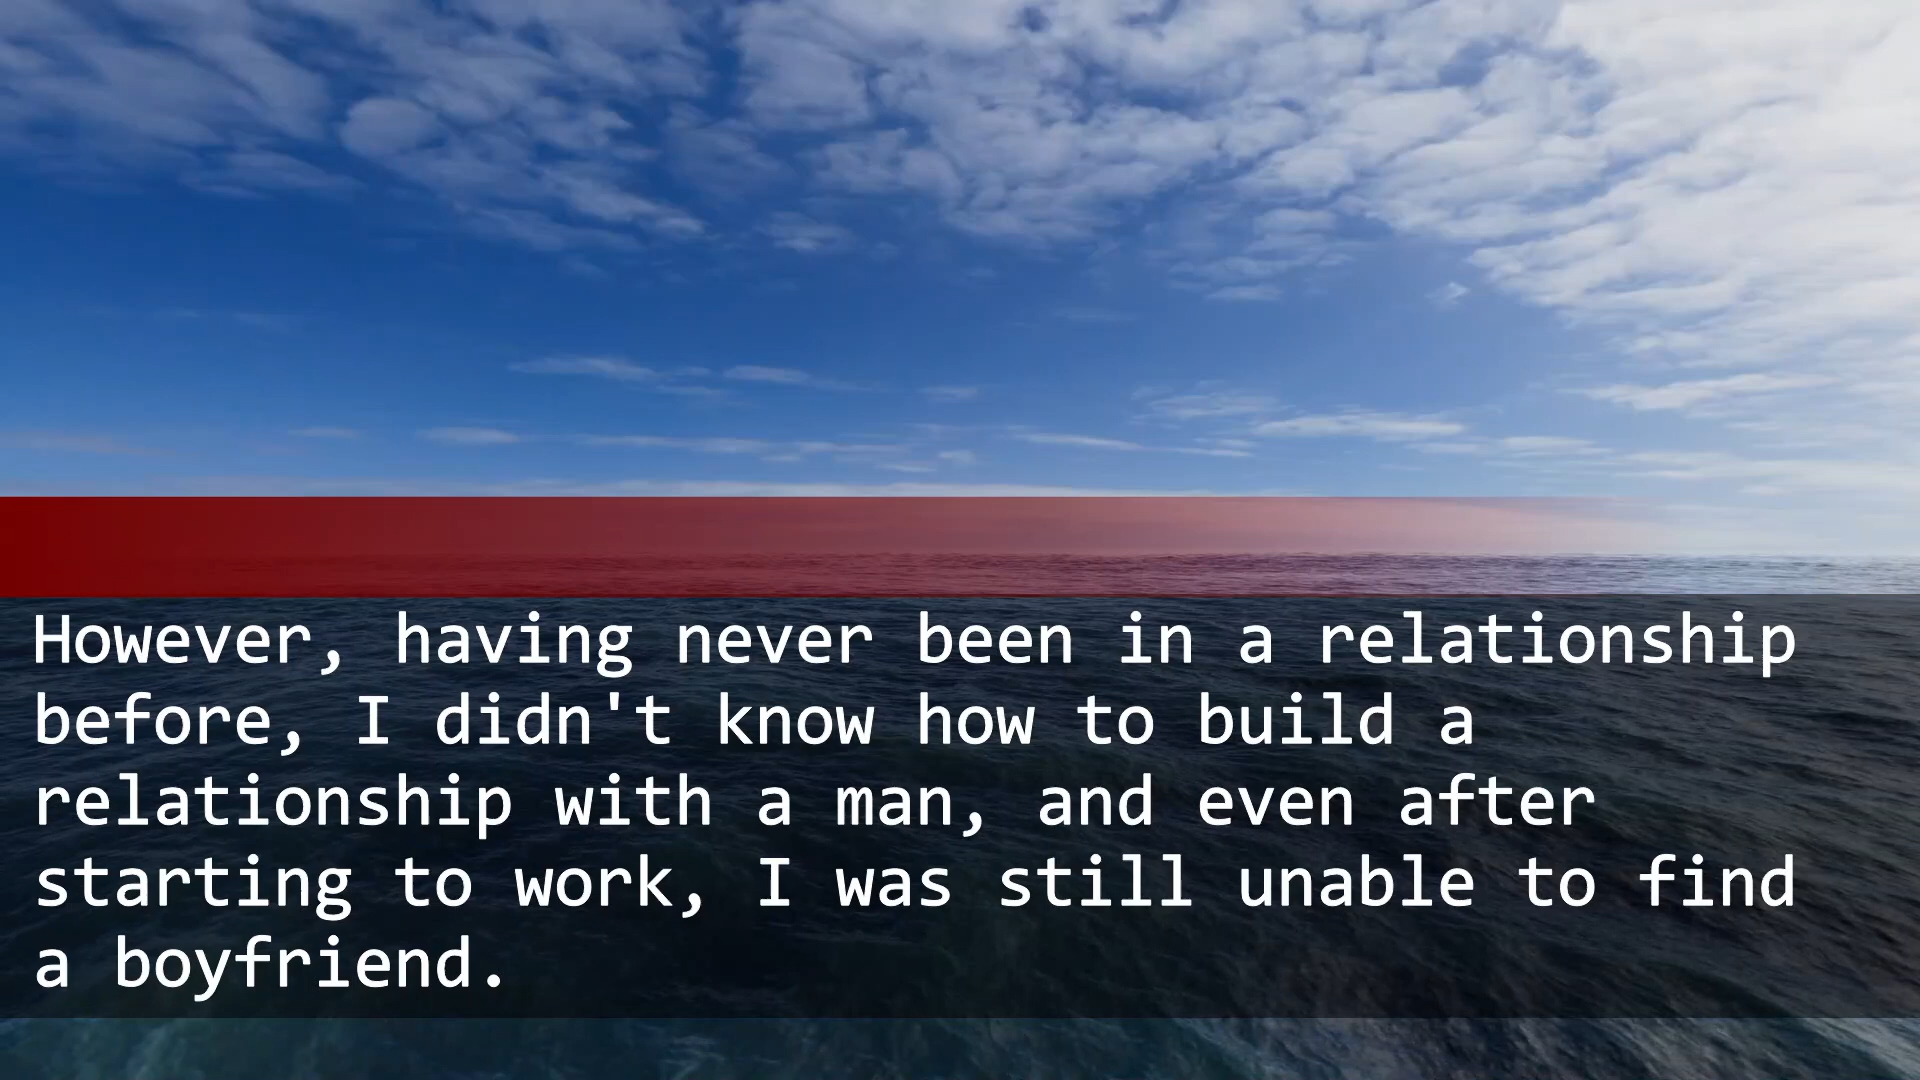 However, having never been in a relationship
before, I didn't know how to build a
relationship with a man, and even after
starting to work, I was still unable to find
a boyfriend.